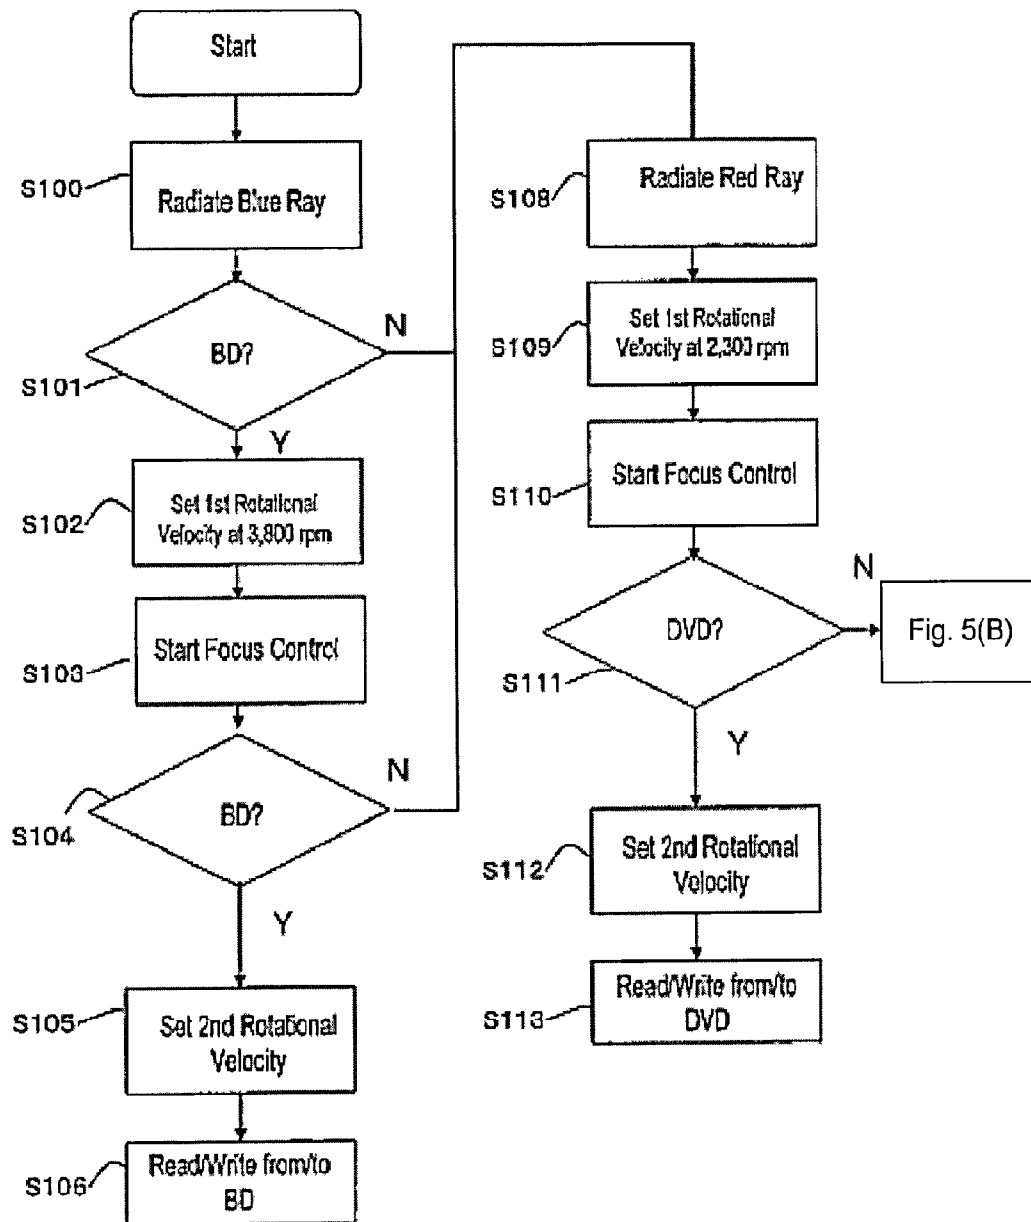 Start
S100
Radiate Blue Ray
BD?
N
S101
Y
S102
Set 1st Rotational
Velocity at 3,800 rpm
S103
Start Focus Control
BD?
N
S104
Y
S105
Set 2nd Rotational
Velocity
S106
Read/Write from/to
BD
S108
Radiate Red Ray
S109
Set 1st Rotational
Velocity at 2,300 rpm
S110
Start Focus Control
DVD?
N
Fig. 5(B)
S111
Y
S112
Set 2nd Rotational
Velocity
S113
Read/Write from/to
DVD